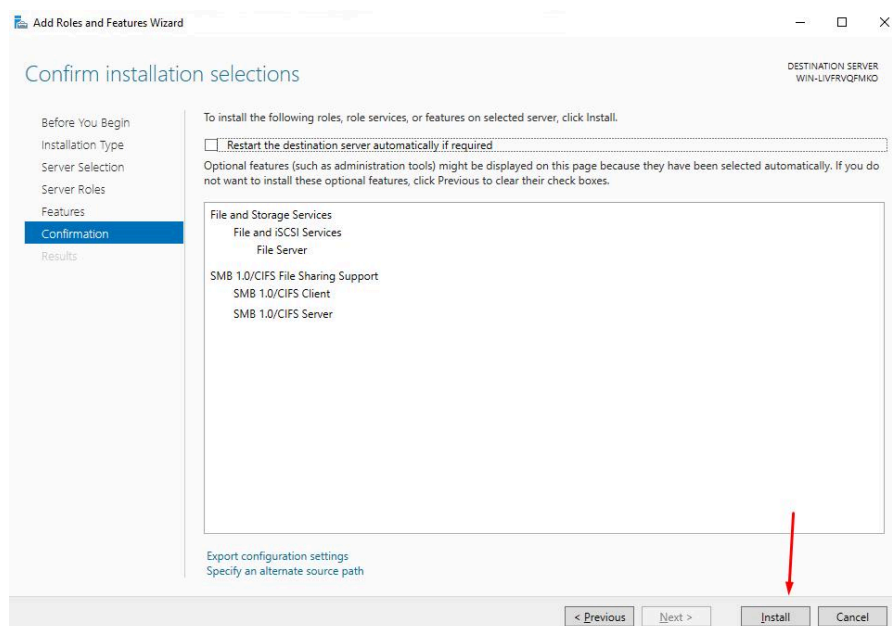 Add Roles and Features Wizard
Confirm installation selections
DESTINATION SERVER
WIN-LIVFRVQFMKO
Before You Begin
Installation Type
Server Selection
Server Roles
Features
Confirmation
Results
To install the following roles, role services, or features on selected server, click Install.
Restart the destination server automatically if required
Optional features (such as administration tools) might be displayed on this page because they have been selected automatically. If you do
not want to install these optional features, click Previous to clear their check boxes.
File and Storage Services
File and iSCSI Services
File Server
SMB 1.0/CIFS File Sharing Support
SMB 1.0/CIFS Client
SMB 1.0/CIFS Server
Export configuration settings
Specify an alternate source path
< Previous
Next >
Install
Cancel